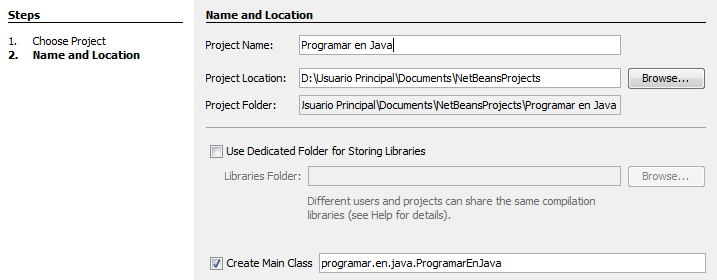 Steps
1. Choose Project
2. Name and Location
Name and Location
Project Name: Programar en Java
Project Location: D:\Usuario Principal\Documents\NetBeansProjects Browse...
Project Folder: Usuario Principal\Documents\NetBeansProjects\Programar en Java
Use Dedicated Folder for Storing Libraries
Libraries Folder: Browse...
Different users and projects can share the same compilation
libraries (see Help for details).
Create Main Class programar.en.java.ProgramarEnJava